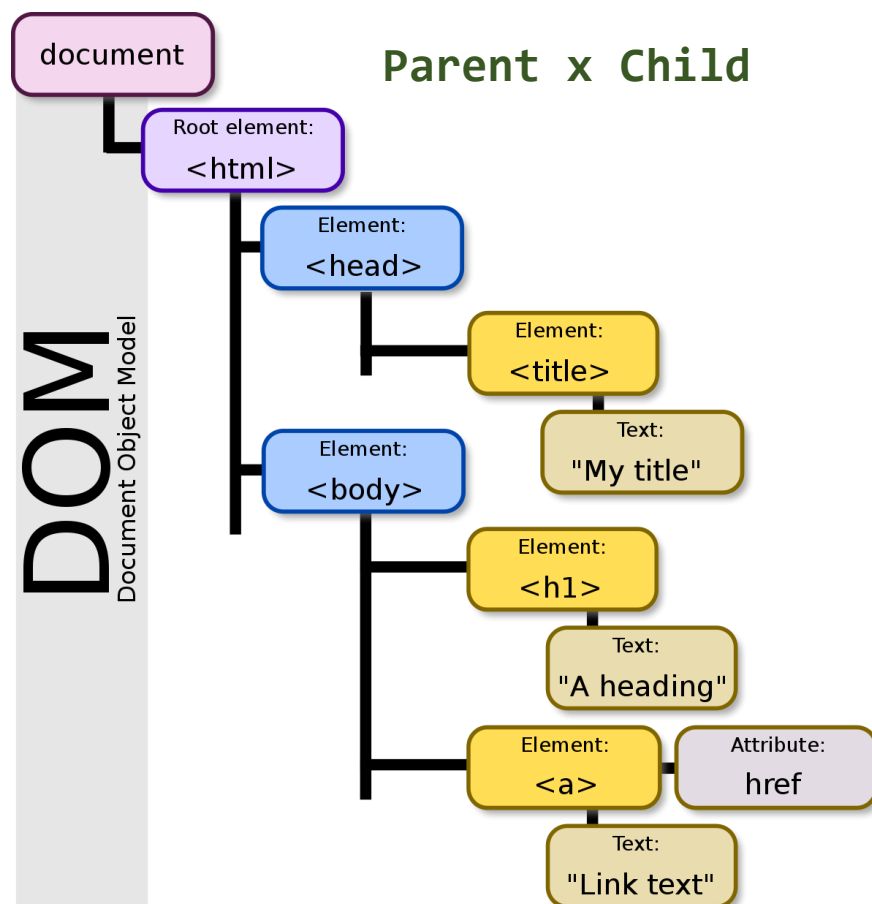 document
Parent x Child
Root element:
<html>
Element:
<head>
Element:
<title>
Text:
"My title"
Element:
<body>
Element:
<h1>
Text:
"A heading"
Element:
<a>
Attribute:
href
Text:
"Link text"
DOM
Document Object Model